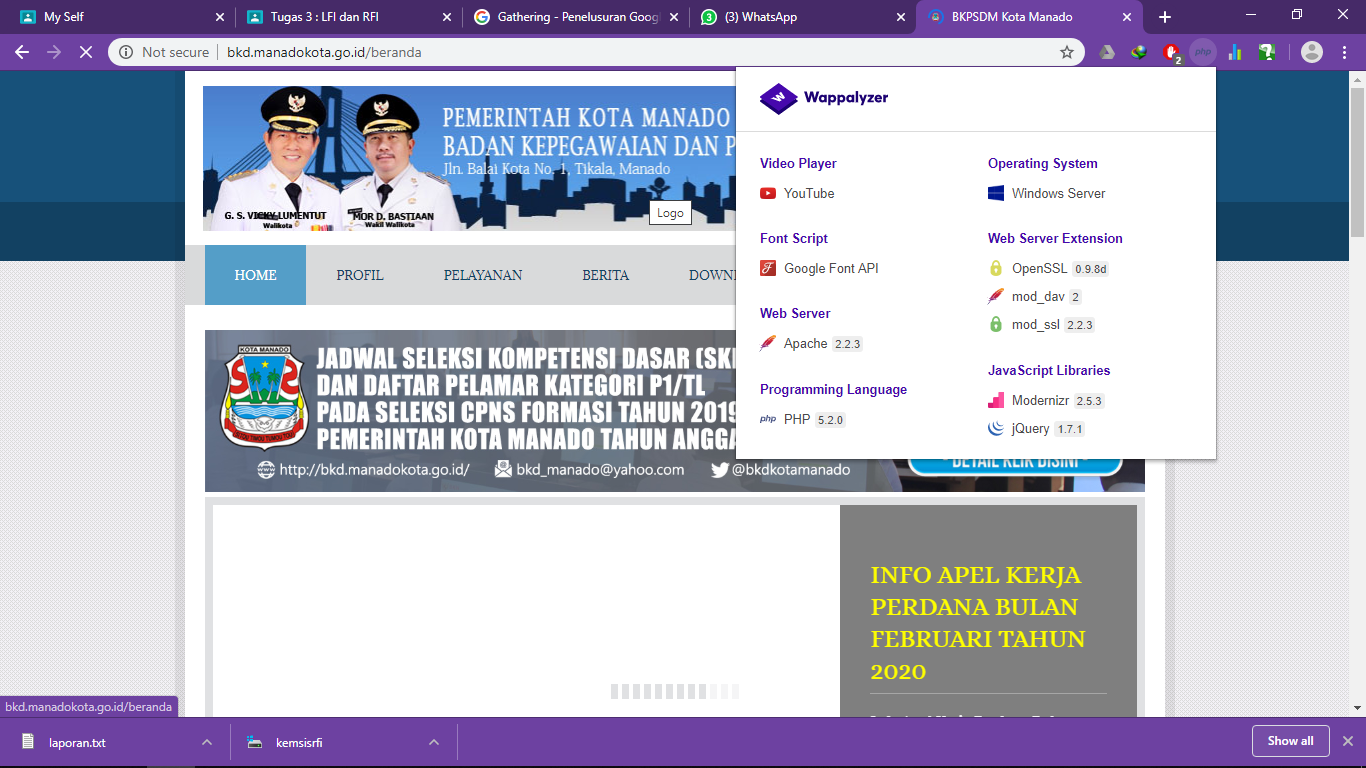 My Self
Tugas 3 : LFI dan RFI
Gathering - Penelusuran Goog
(3) WhatsApp
BKPSDM Kota Manado
Not secure
bkd.manadokota.go.id/beranda
2
PEMERINTAH KOTA MANADO
BADAN KEPEGAWAIAN DAN P
Jln. Balai Kota No. 1, Tikala, Manado
G. S. VICKY LUMENTUT
Walikota
MOR D. BASTIAAN
Wakil Walikota
Logo
HOME
PROFIL
PELAYANAN
BERITA
DOWN
Wappalyzer
Video Player
YouTube
Font Script
Google Font API
Web Server
Apache 2.2.3
Programming Language
php PHP 5.2.0
Operating System
Windows Server
Web Server Extension
OpenSSL 0.9.8d
mod_dav 2
mod_ssl 2.2.3
JavaScript Libraries
Modernizr 2.5.3
jQuery 1.7.1
KOTA MANADO
JADWAL SELEKSI KOMPETENSI DASAR (SK
DAN DAFTAR PELAMAR KATEGORI P1/TL
PADA SELEKSI CPNS FORMASI TAHUN 2019
PEMERINTAH KOTA MANADO TAHUN ANGGA
http://bkd.manadokota.go.id/
bkd_manado@yahoo.com
@bkdkotamanado
DETAIL KLIK DISINI
INFO APEL KERJA
PERDANA BULAN
FEBRUARI TAHUN
2020
bkd.manadokota.go.id/beranda
laporan.txt
kemsisrfi
Show all